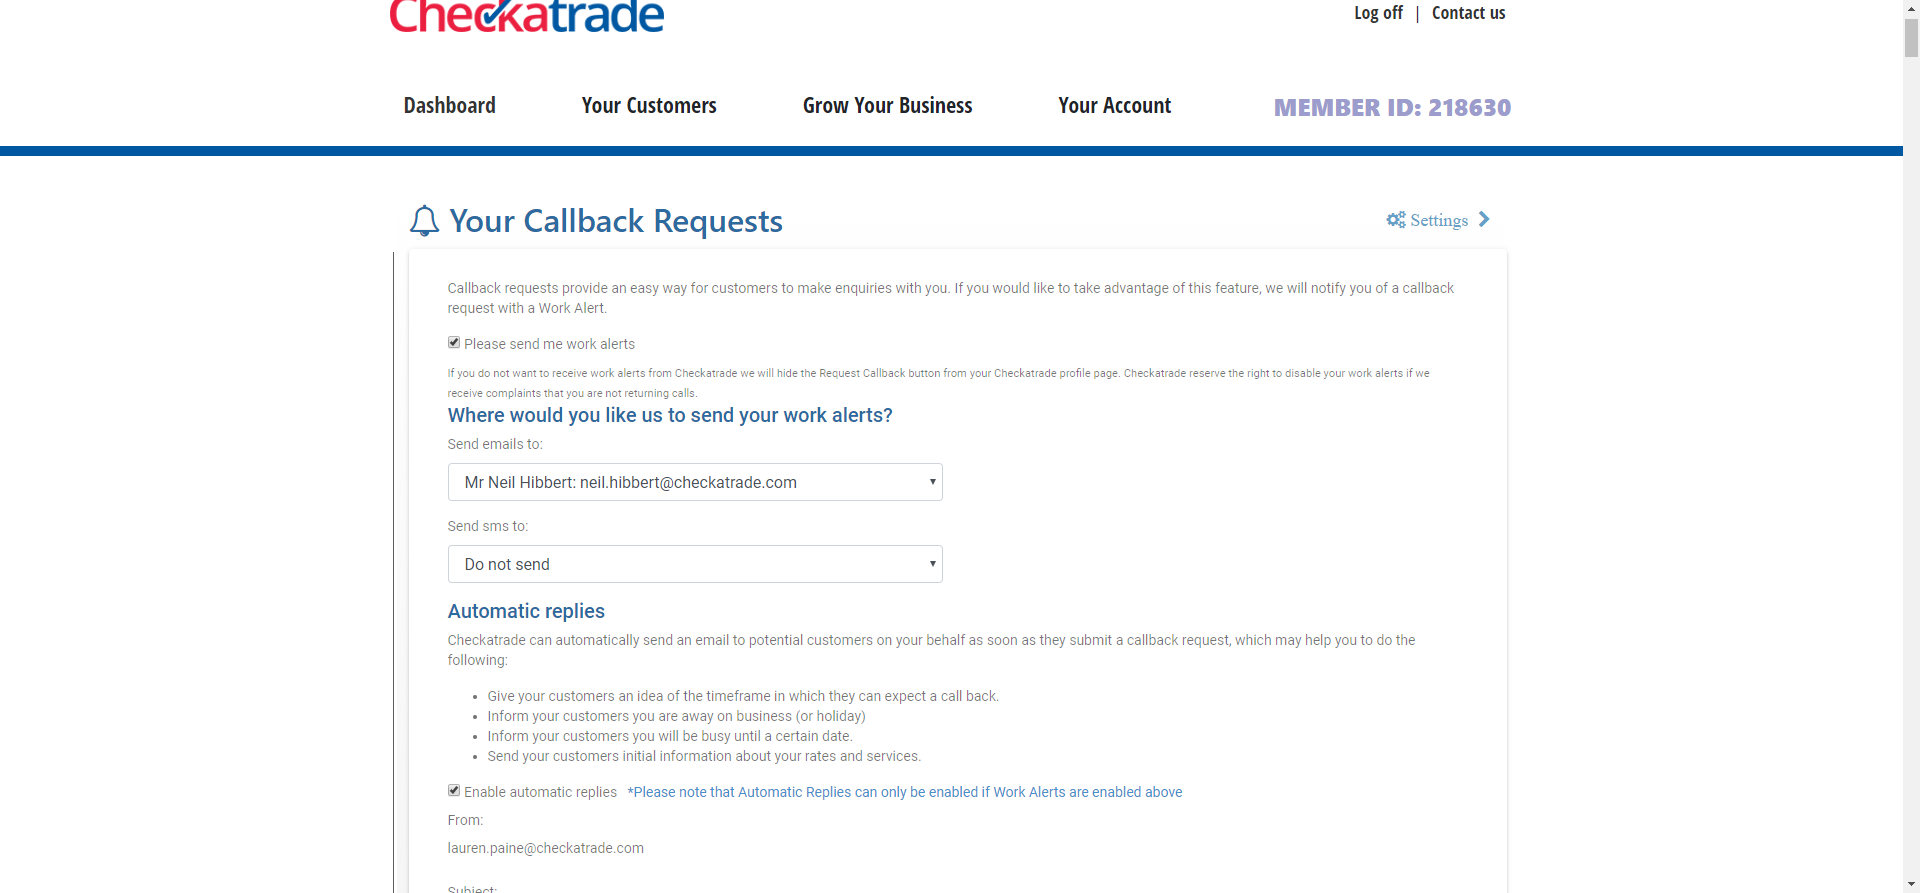 Checkatrade
Log off | Contact us
Dashboard Your Customers Grow Your Business Your Account MEMBER ID: 218630
Your Callback Requests
Settings
Callback requests provide an easy way for customers to make enquiries with you. If you would like to take advantage of this feature, we will notify you of a callback
request with a Work Alert.
Please send me work alerts
If you do not want to receive work alerts from Checkatrade we will hide the Request Callback button from your Checkatrade profile page. Checkatrade reserve the right to disable your work alerts if we
receive complaints that you are not returning calls.
Where would you like us to send your work alerts?
Send emails to:
Mr Neil Hibbert: neil.hibbert@checkatrade.com
Send sms to:
Do not send
Automatic replies
Checkatrade can automatically send an email to potential customers on your behalf as soon as they submit a callback request, which may help you to do the
following:
• Give your customers an idea of the timeframe in which they can expect a call back.
• Inform your customers you are away on business (or holiday)
• Inform your customers you will be busy until a certain date.
• Send your customers initial information about your rates and services.
Enable automatic replies *Please note that Automatic Replies can only be enabled if Work Alerts are enabled above
From:
lauren.paine@checkatrade.com
Subject: